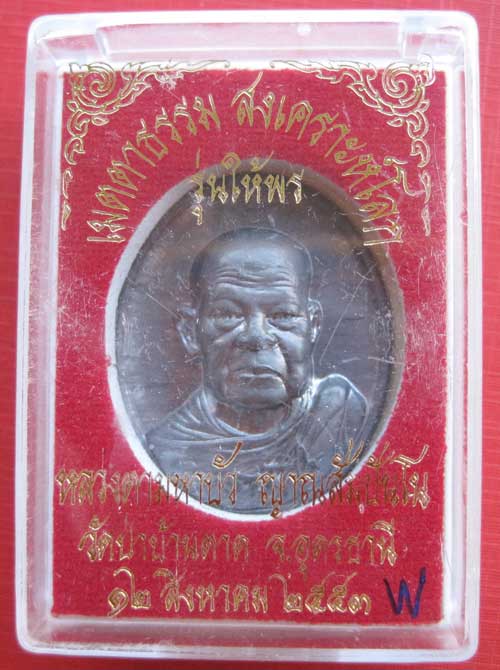 เมตตาธรรม สงเคราะห์โลก
รุ่นให้พร
หลวงตามหาบัว ญาณสัมปันโน
วัดป่าบ้านตาด จ.อุดรธานี
๑๒ สิงหาคม ๒๕๕๓
พ